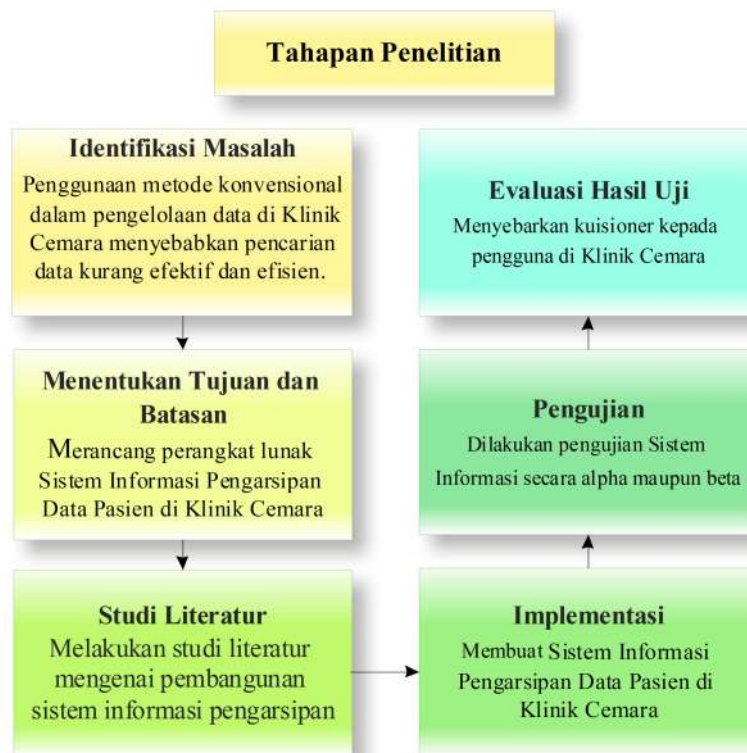 Tahapan Penelitian
Identifikasi Masalah
Penggunaan metode konvensional
dalam pengelolaan data di Klinik
Cemara menyebabkan pencarian
data kurang efektif dan efisien.
Menentukan Tujuan dan
Batasan
Merancang perangkat lunak
Sistem Informasi Pengarsipan
Data Pasien di Klinik Cemara
Studi Literatur
Melakukan studi literatur
mengenai pembangunan
sistem informasi pengarsipan
Implementasi
Membuat Sistem Informasi
Pengarsipan Data Pasien di
Klinik Cemara
Pengujian
Dilakukan pengujian Sistem
Informasi secara alpha maupun beta
Evaluasi Hasil Uji
Menyebarkan kuisioner kepada
pengguna di Klinik Cemara